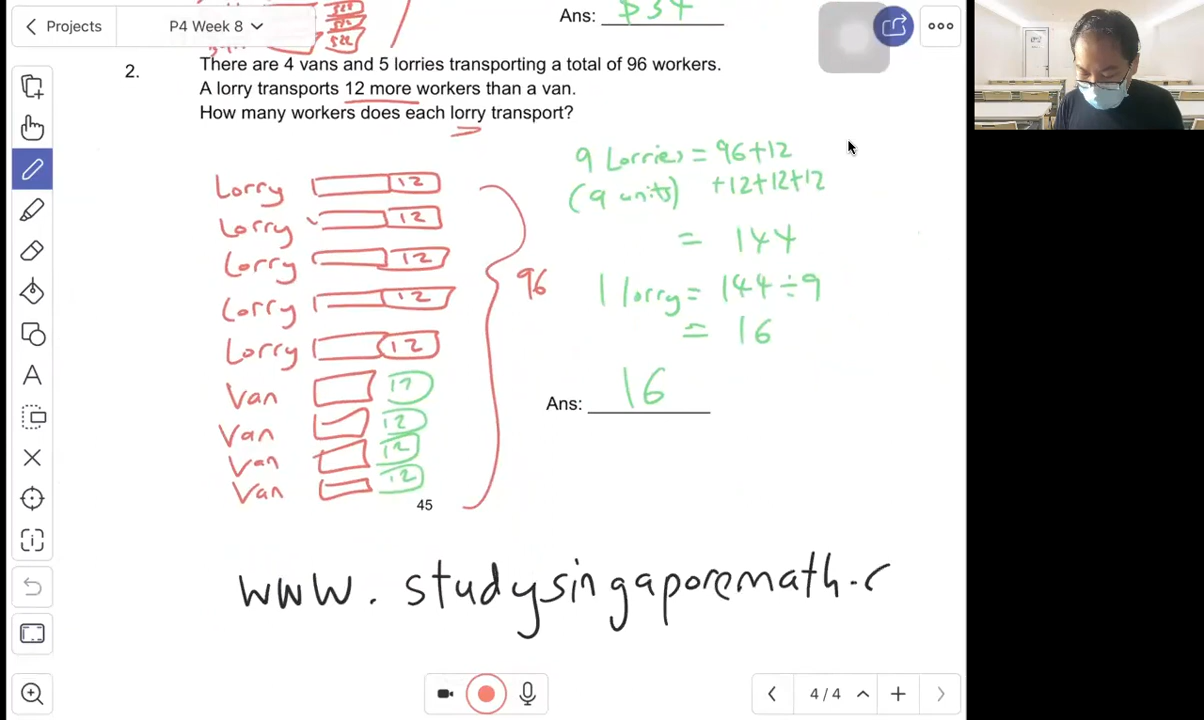 Projects
P4 Week 8
Ans: $34
2.
There are 4 vans and 5 lorries transporting a total of 96 workers.
A lorry transports 12 more workers than a van.
How many workers does each lorry transport?
Lorry 12
Lorry 12
Lorry 12
Lorry 12
Lorry 12
Van 12
Van 12
Van 12
Van 12
96
9 Lorries = 96+12
(9 units) +12+12+12
= 144
1 lorry = 144 ÷ 9
= 16
Ans: 16
45
www.studysingaporemath.c
A
4 / 4